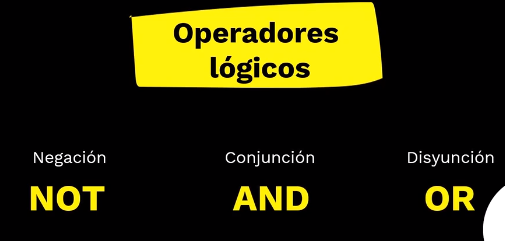 Operadores
lógicos
Negación Conjunción Disyunción
NOT AND OR